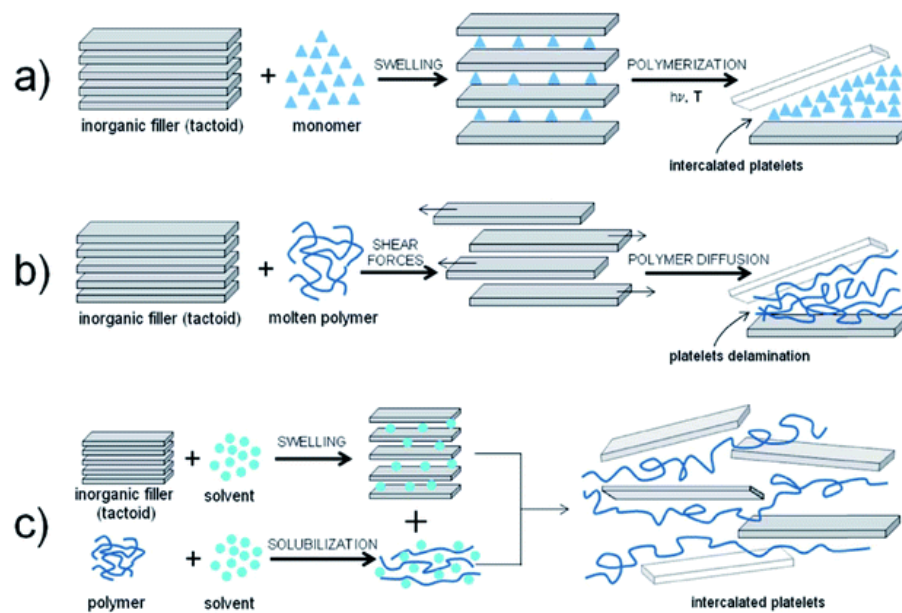 a)
inorganic filler (tactoid)
+
monomer
SWELLING
POLYMERIZATION
hν, T
intercalated platelets
b)
inorganic filler (tactoid)
+
molten polymer
SHEAR
FORCES
POLYMER DIFFUSION
platelets delamination
c)
inorganic filler
(tactoid)
+
solvent
SWELLING
+
polymer
+
solvent
SOLUBILIZATION
intercalated platelets